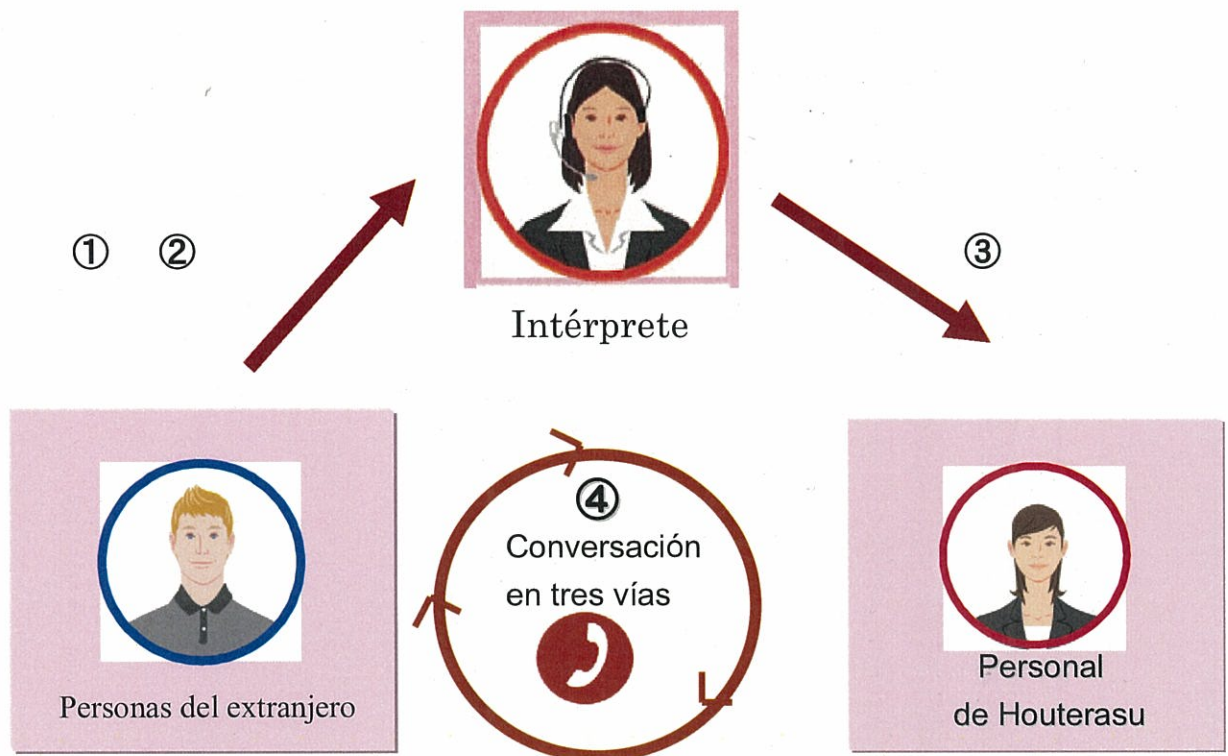 ① ②
③
Intérprete
④
Conversación
en tres vías
Personas del extranjero
Personal
de Houterasu